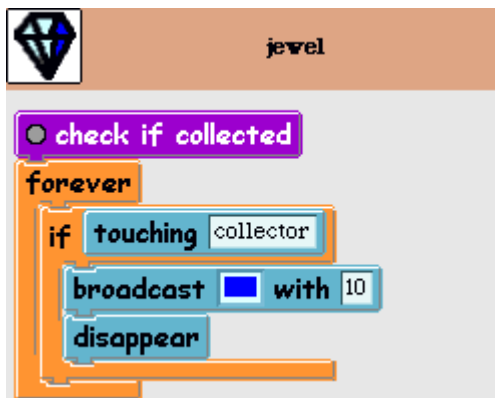 jewel
check if collected
forever
if touching collector
broadcast with 10
disappear